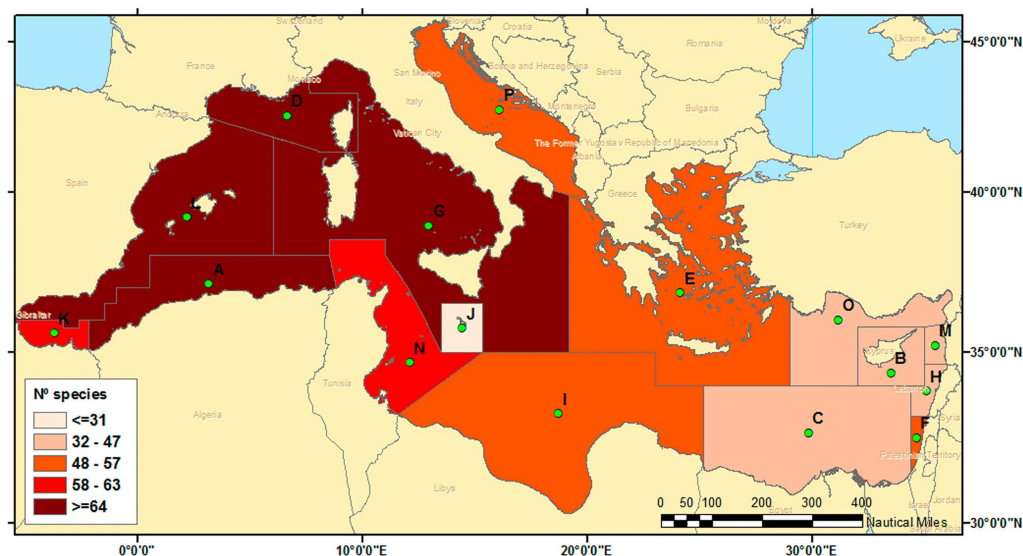 Switzerland
Slovenia
Croatia
Moldova
Ukraine
45°0'0"N
France
Romania
Monaco
San Marino
Bosnia and Herzegovina
Serbia
D
Italy
P
Montenegro
Bulgaria
Andorra
Vatican City
The Former Yugoslav Republic of Macedonia
Albania
Spain
40°0'0"N
Greece
L
G
Turkey
A
E
Gibraltar
K
J
O
M
35°0'0"N
N
Cyprus
B
H
Lebanon
Nº species
<=31
32 - 47
48 - 57
58 - 63
>=64
Tunisia
Algeria
I
C
F
Syria
Palestinian Territory
Libya
Egypt
Israel
Jordan
0 50 100 200 300 400
Nautical Miles
Saudi Arabia
30°0'0"N
0°0'0"
10°0'0"E
20°0'0"E
30°0'0"E